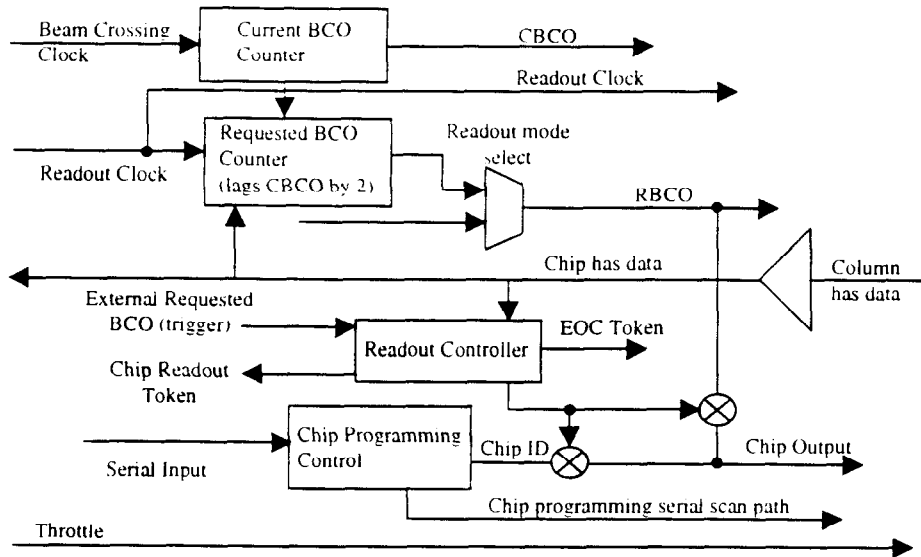 Beam Crossing
Clock
Current BCO
Counter
CBCO
Readout Clock
Requested BCO
Counter
(lags CBCO by 2)
Readout Clock
Readout mode
select
RBCO
Chip has data
Column
has data
External Requested
BCO (trigger)
Readout Controller
EOC Token
Chip Readout
Token
Chip Programming
Control
Serial Input
Chip ID
Chip Output
Chip programming serial scan path
Throttle